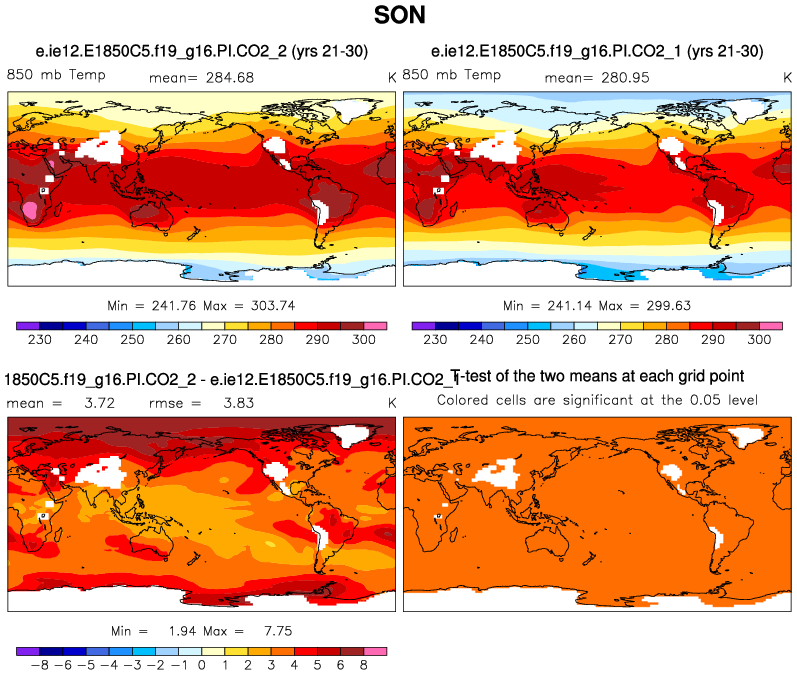 SON
e.ie12.E1850C5.f19_g16.PI.CO2_2 (yrs 21-30)
850 mb Temp mean= 284.68 K
Min = 241.76 Max = 303.74
230 240 250 260 270 280 290 300
e.ie12.E1850C5.f19_g16.PI.CO2_1 (yrs 21-30)
850 mb Temp mean= 280.95 K
Min = 241.14 Max = 299.63
230 240 250 260 270 280 290 300
1850C5.f19_g16.PI.CO2_2 - e.ie12.E1850C5.f19_g16.PI.CO2_1
mean = 3.72 rmse = 3.83 K
Min = 1.94 Max = 7.75
-8 -6 -5 -4 -3 -2 -1 0 1 2 3 4 5 6 8
T-test of the two means at each grid point
Colored cells are significant at the 0.05 level